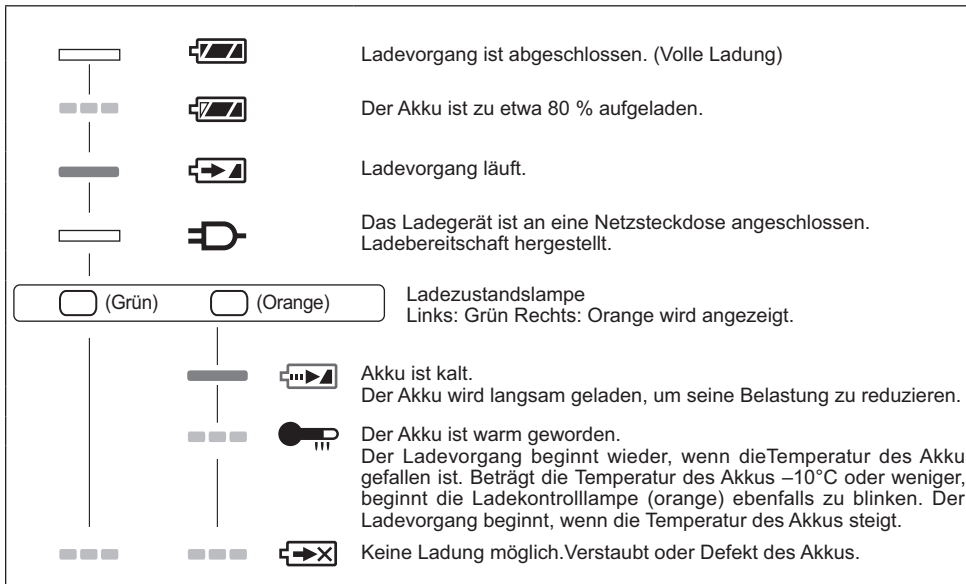 Ladevorgang ist abgeschlossen. (Volle Ladung)
Der Akku ist zu etwa 80 % aufgeladen.
Ladevorgang läuft.
Das Ladegerät ist an eine Netzsteckdose angeschlossen.
Ladebereitschaft hergestellt.
(Grün) (Orange)
Ladezustandslampe
Links: Grün Rechts: Orange wird angezeigt.
Akku ist kalt.
Der Akku wird langsam geladen, um seine Belastung zu reduzieren.
Der Akku ist warm geworden.
Der Ladevorgang beginnt wieder, wenn dieTemperatur des Akku
gefallen ist. Beträgt die Temperatur des Akkus –10°C oder weniger,
beginnt die Ladekontrolllampe (orange) ebenfalls zu blinken. Der
Ladevorgang beginnt, wenn die Temperatur des Akkus steigt.
Keine Ladung möglich.Verstaubt oder Defekt des Akkus.